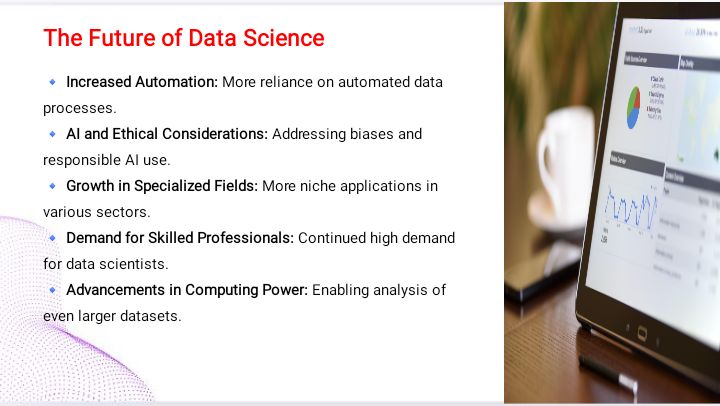 The Future of Data Science
🔹 Increased Automation: More reliance on automated data
processes.
🔹 AI and Ethical Considerations: Addressing biases and
responsible AI use.
🔹 Growth in Specialized Fields: More niche applications in
various sectors.
🔹 Demand for Skilled Professionals: Continued high demand
for data scientists.
🔹 Advancements in Computing Power: Enabling analysis of
even larger datasets.